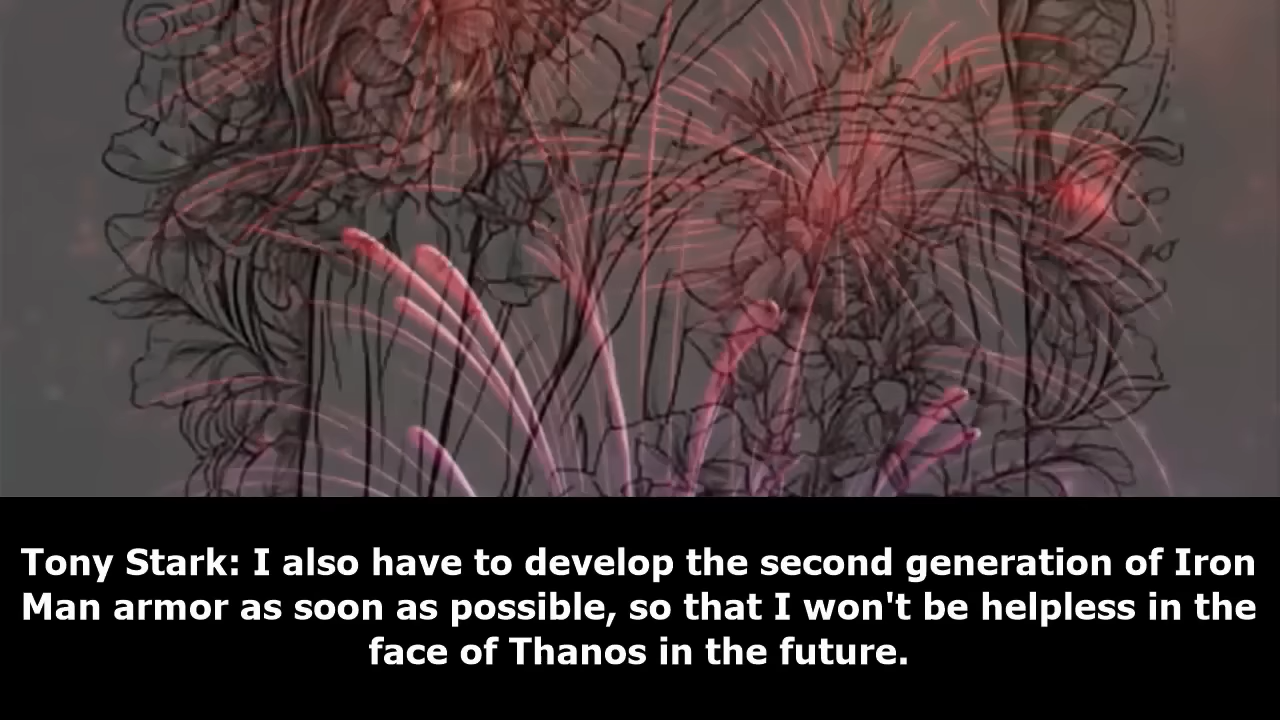 Tony Stark: I also have to develop the second generation of Iron
Man armor as soon as possible, so that I won't be helpless in the
face of Thanos in the future.